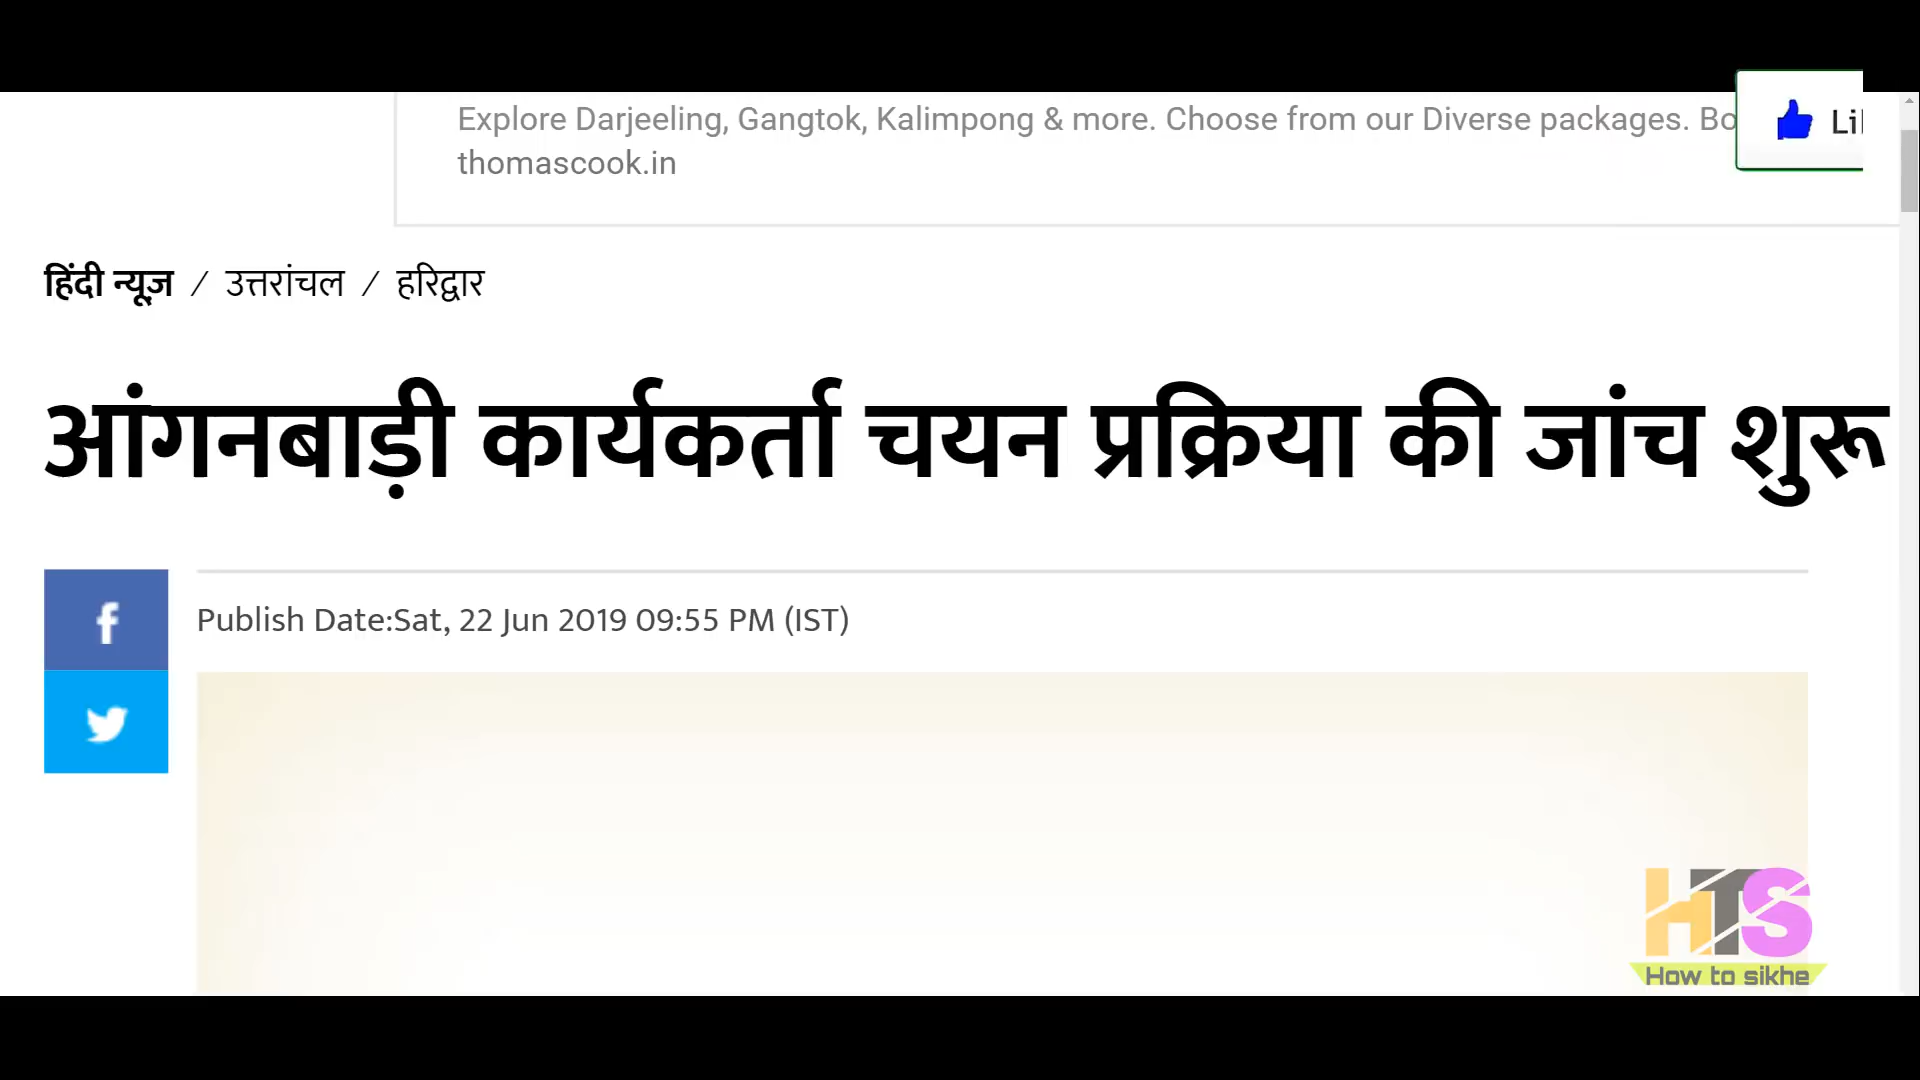 Explore Darjeeling, Gangtok, Kalimpong & more. Choose from our Diverse packages.
thomascook.in
हिंदी न्यूज़ / उत्तरांचल / हरिद्वार
आंगनबाड़ी कार्यकर्ता चयन प्रक्रिया की जांच शुरू
Publish Date:Sat, 22 Jun 2019 09:55 PM (IST)
HTS
How to sikhe